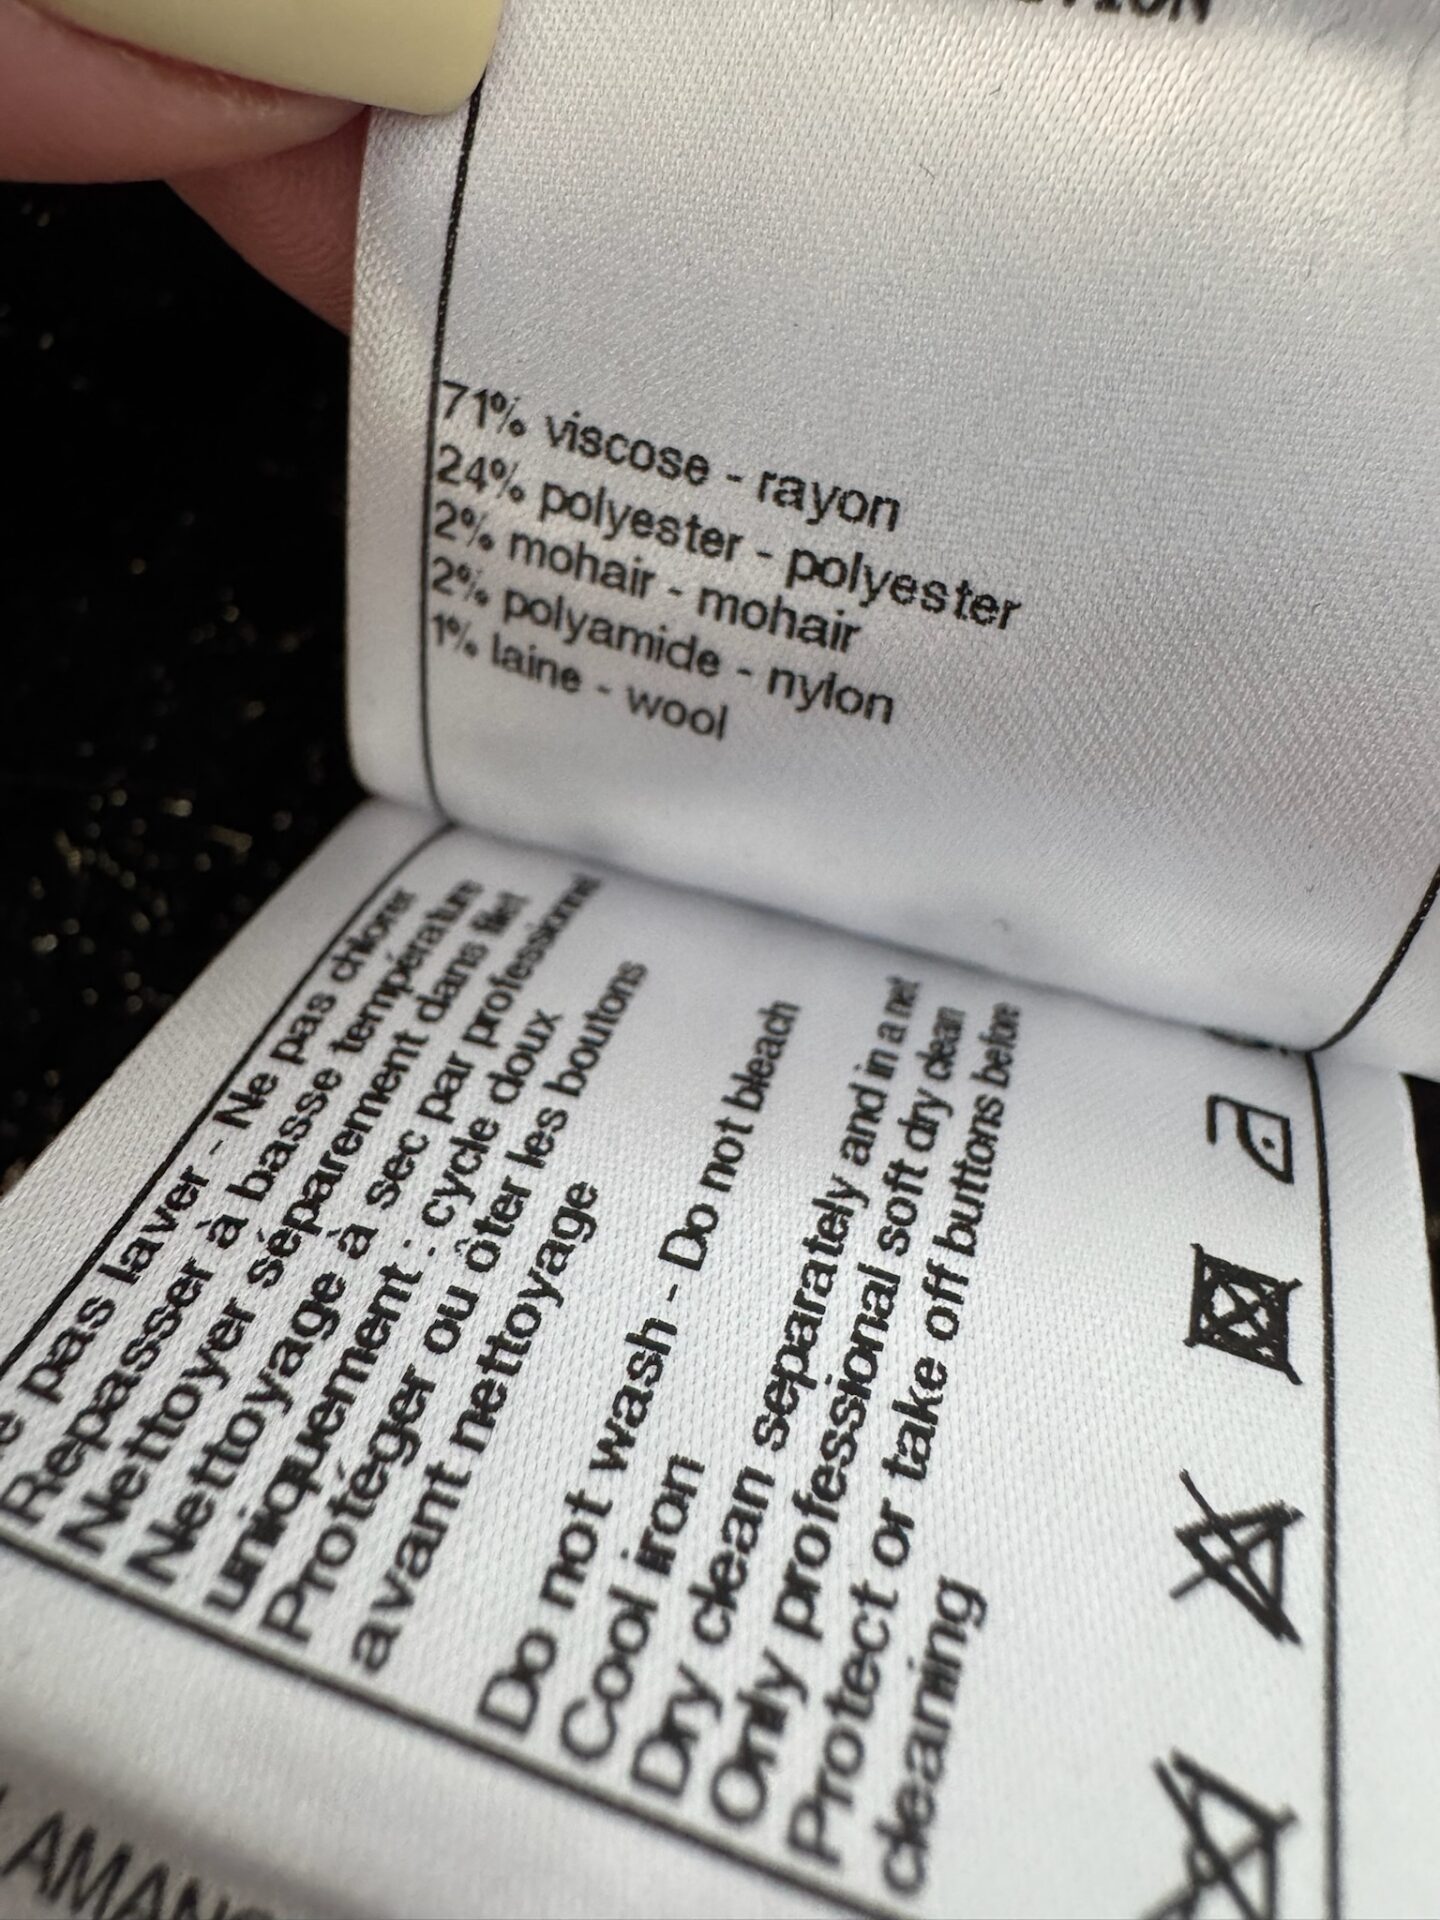 71% viscose - rayon
24% polyester - polyester
2% mohair - mohair
2% polyamide - nylon
1% laine - wool
pas laver - Ne pas chlorer
Repasser à basse température
Nettoyer séparement dans filet
Nettoyage à sec par professionnel
uniquement : cycle doux
Protéger ou ôter les boutons
avant nettoyage
Do not wash - Do not bleach
Cool iron
Dry clean separately and in a net
Only professional soft dry clean
Protect or take off buttons before
cleaning